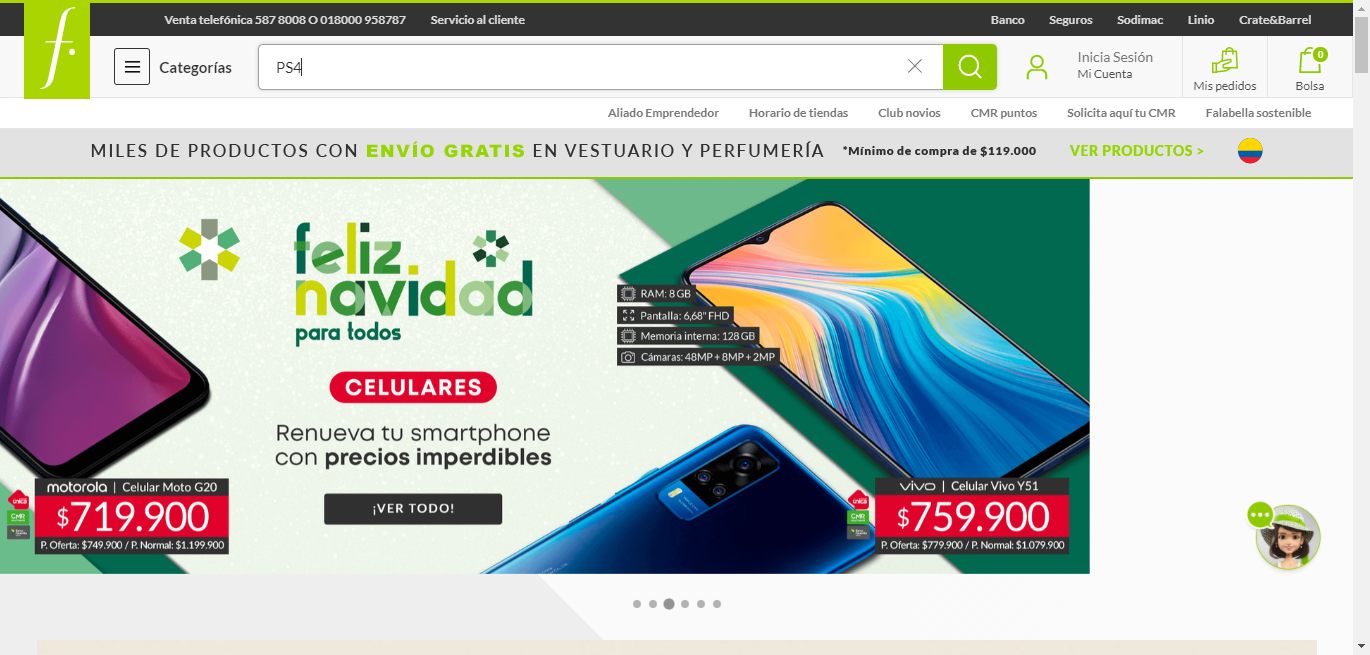 Venta telefónica 587 8008 O 018000 958787 Servicio al cliente Banco Seguros Sodimac Linio Crate&Barrel
f.
Categorías
PS4
Inicia Sesión
Mi Cuenta
Mis pedidos
0
Bolsa
Aliado Emprendedor Horario de tiendas Club novios CMR puntos Solicita aquí tu CMR Falabella sostenible
MILES DE PRODUCTOS CON ENVÍO GRATIS EN VESTUARIO Y PERFUMERÍA *Mínimo de compra de $119.000 VER PRODUCTOS >
feliz
navidad
para todos
CELULARES
Renueva tu smartphone
con precios imperdibles
¡VER TODO!
RAM: 8 GB
Pantalla: 6,68" FHD
Memoria interna: 128 GB
Cámaras: 48MP + 8MP + 2MP
motorola | Celular Moto G20
única
CMR
$719.900
P. Oferta: $749.900 / P. Normal: $1.199.900
vivo | Celular Vivo Y51
única
CMR
$759.900
P. Oferta: $779.900 / P. Normal: $1.079.900